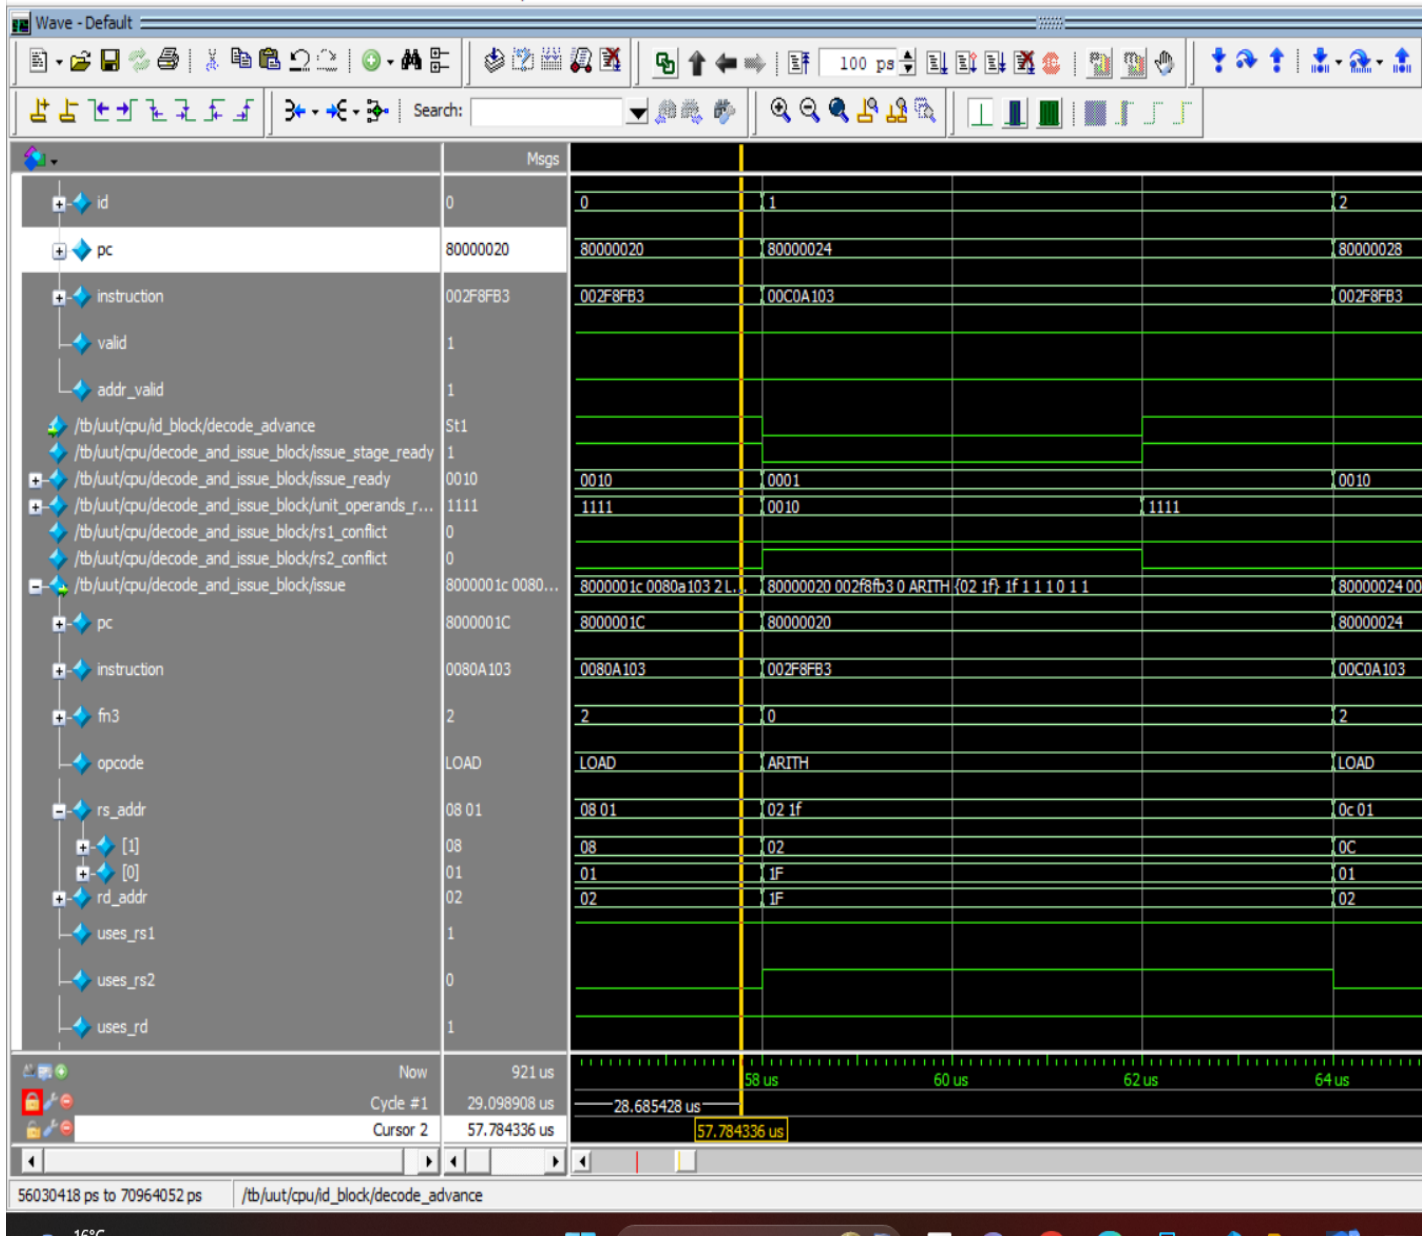 Wave - Default
100 ps
Search:
Msgs
id 0 0 1 2
pc 80000020 80000020 80000024 80000028
instruction 002F8FB3 002F8FB3 00C0A103 002F8FB3
valid 1
addr_valid 1
/tb/uut/cpu/id_block/decode_advance St1
/tb/uut/cpu/decode_and_issue_block/issue_stage_ready 1
/tb/uut/cpu/decode_and_issue_block/issue_ready 0010 0010 0001 0010
/tb/uut/cpu/decode_and_issue_block/unit_operands_r... 1111 1111 0010 1111
/tb/uut/cpu/decode_and_issue_block/rs1_conflict 0
/tb/uut/cpu/decode_and_issue_block/rs2_conflict 0
/tb/uut/cpu/decode_and_issue_block/issue 8000001c 0080... 8000001c 0080a103 2 L... 80000020 002f8fb3 0 ARITH {02 1f} 1f 1 1 1 0 1 1 80000024 00
pc 8000001C 8000001C 80000020 80000024
instruction 0080A103 0080A103 002F8FB3 00C0A103
fn3 2 2 0 2
opcode LOAD LOAD ARITH LOAD
rs_addr 08 01 08 01 02 1f 0c 01
[1] 08 08 02 0C
[0] 01 01 1F 01
rd_addr 02 02 1F 02
uses_rs1 1
uses_rs2 0
uses_rd 1
Now 921 us 58 us 60 us 62 us 64 us
Cycle #1 29.098908 us 28.685428 us
Cursor 2 57.784336 us 57.784336 us
56030418 ps to 70964052 ps /tb/uut/cpu/id_block/decode_advance